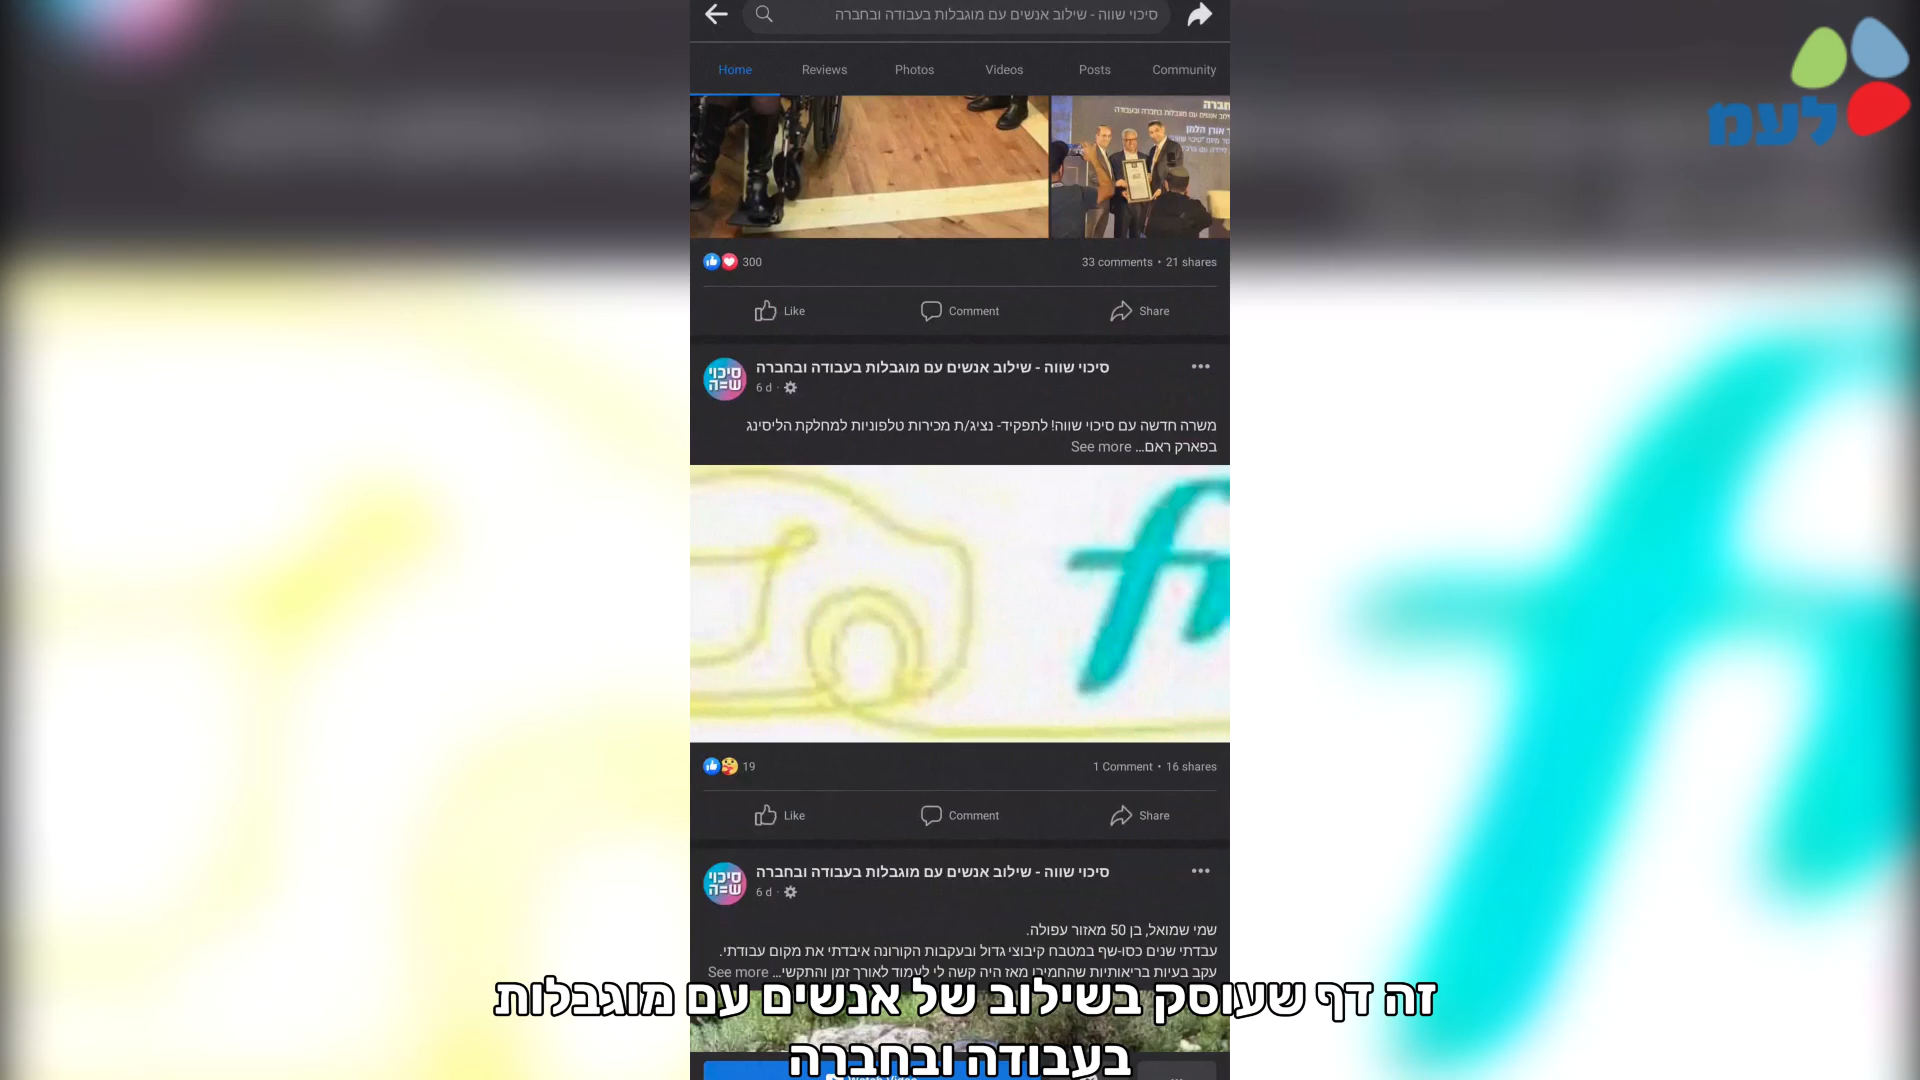 סיכוי שווה - שילוב אנשים עם מוגבלות בעבודה ובחברה
Home Reviews Photos Videos Posts Community
לעמ
300 33 comments • 21 shares
Like Comment Share
סיכוי שווה - שילוב אנשים עם מוגבלות בעבודה ובחברה
6 d
סיכוי
ש=ה
משרה חדשה עם סיכוי שווה! לתפקיד- נציג/ת מכירות טלפוניות למחלקת הליסינג
בפארק ראם... See more
19 1 Comment • 16 shares
Like Comment Share
סיכוי שווה - שילוב אנשים עם מוגבלות בעבודה ובחברה
6 d
סיכוי
ש=ה
שמי שמואל, בן 50 מאזור עפולה.
עבדתי שנים כסו-שף במטבח קיבוצי גדול ובעקבות הקורונה איבדתי את מקום עבודתי.
עקב בעיות בריאותיות שהחמירו מאז היה קשה לי לעמוד לאורך זמן והתקשי... See more
זה דף שעוסק בשילוב של אנשים עם מוגבלות
בעבודה ובחברה